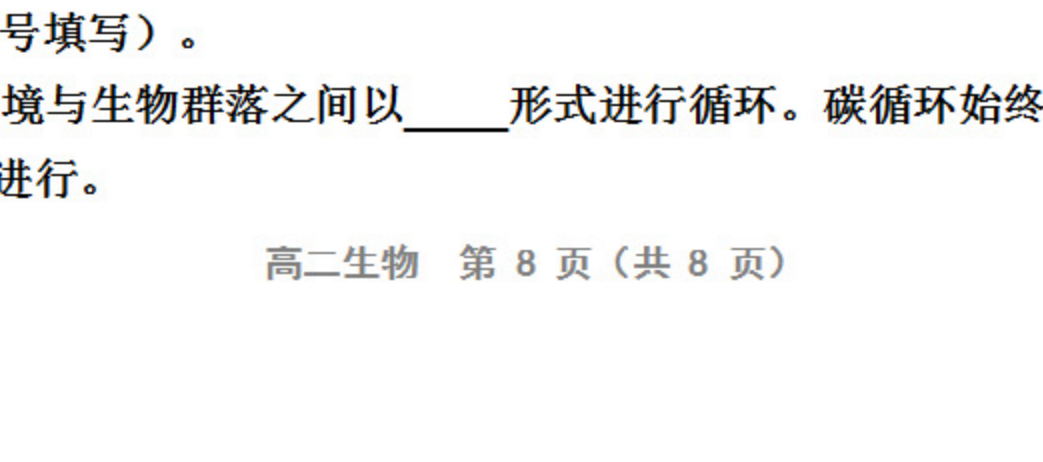 号填写）。
境与生物群落之间以____形式进行循环。碳循环始终
进行。
高二生物 第 8 页（共 8 页）